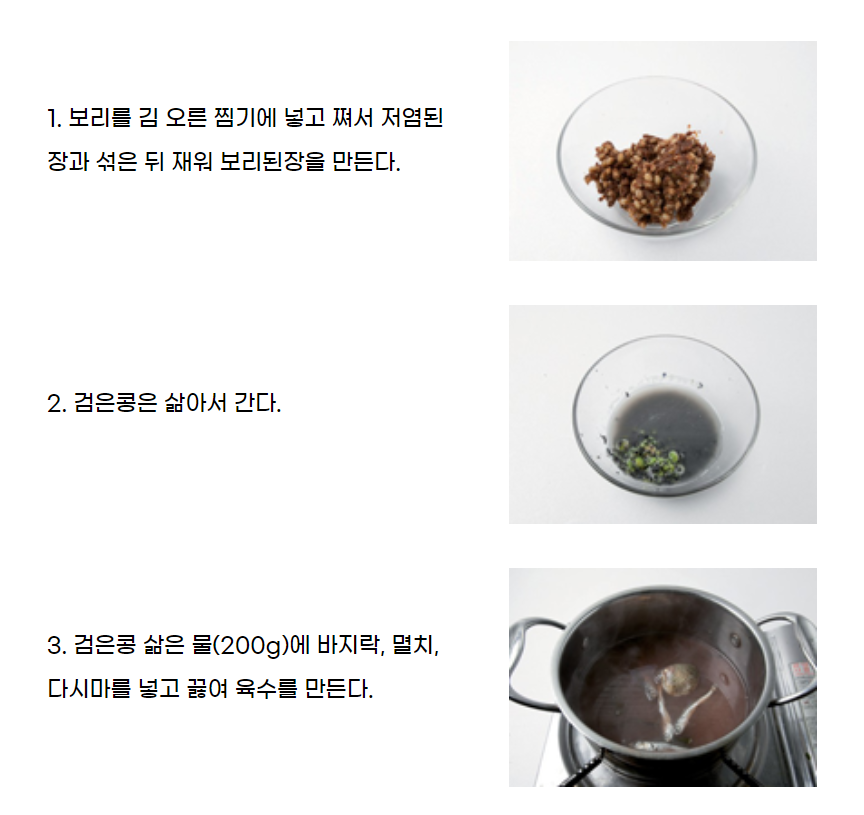 1. 보리를 김 오른 찜기에 넣고 쪄서 저염된
장과 섞은 뒤 재워 보리된장을 만든다.
2. 검은콩은 삶아서 간다.
3. 검은콩 삶은 물(200g)에 바지락, 멸치,
다시마를 넣고 끓여 육수를 만든다.